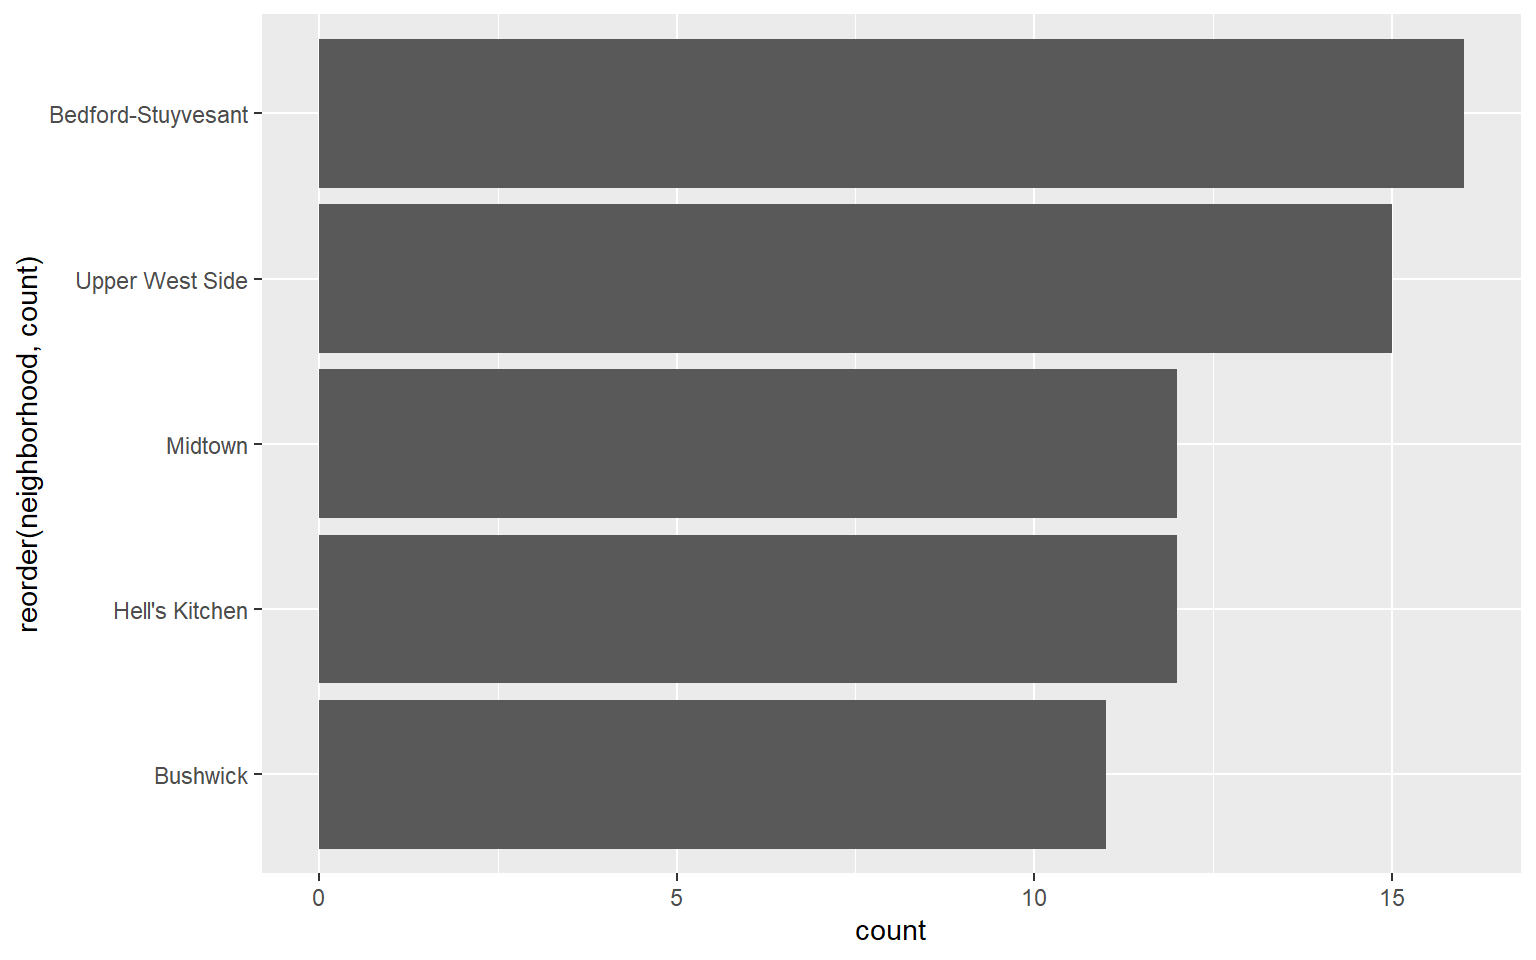 Bedford-Stuyvesant
Upper West Side
Midtown
Hell's Kitchen
Bushwick
reorder(neighborhood, count)
0 5 10 15
count